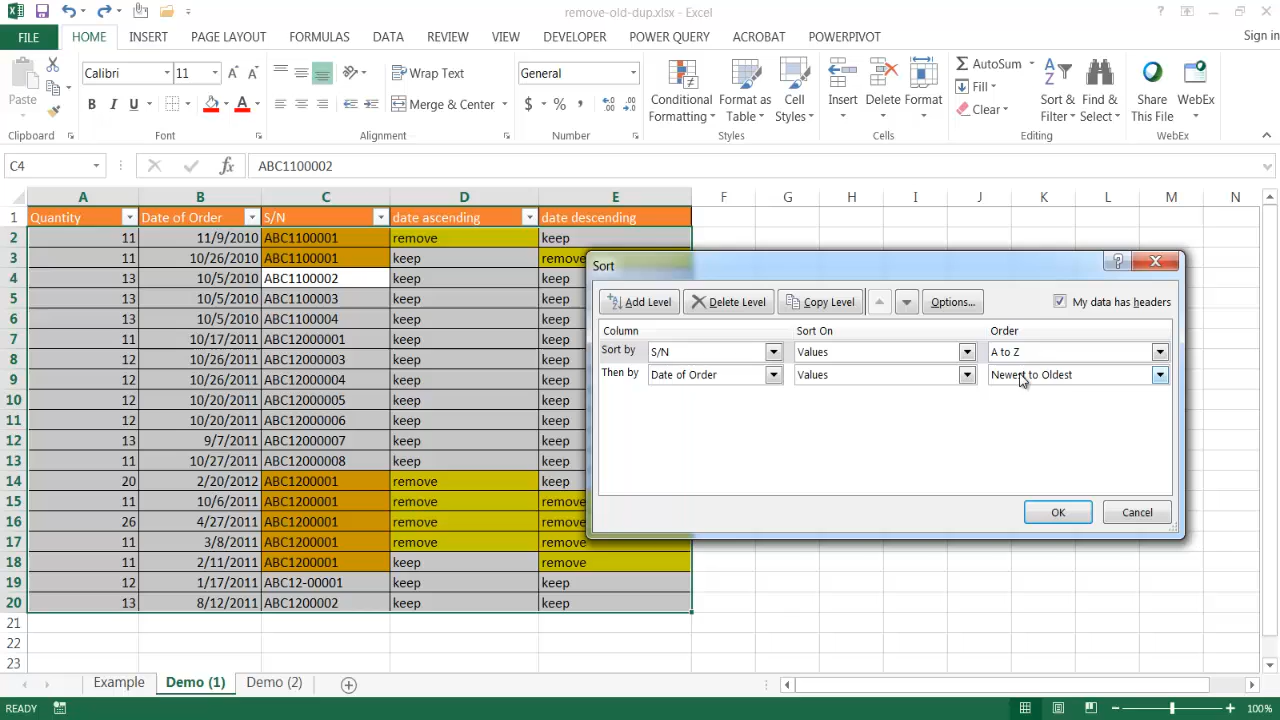 remove-old-dup.xlsx - Excel
Sign in
FILE HOME INSERT PAGE LAYOUT FORMULAS DATA REVIEW VIEW DEVELOPER POWER QUERY ACROBAT POWERPIVOT
Calibri 11 Wrap Text General AutoSum
Paste B I U Merge & Center $ % , Conditional Formatting Format as Table Cell Styles Insert Delete Format Fill Clear Sort & Filter Find & Select Share This File WebEx
Clipboard Font Alignment Number Styles Cells Editing WebEx
C4 fx ABC1100002
A B C D E F G H I J K L M N
1 Quantity Date of Order S/N date ascending date descending
2 11 11/9/2010 ABC1100001 remove keep
3 11 10/26/2010 ABC1100001 keep remove
4 13 10/5/2010 ABC1100002 keep keep
5 13 10/5/2010 ABC1100003 keep keep
6 13 10/5/2010 ABC1100004 keep keep
7 11 10/17/2011 ABC12000001 keep keep
8 12 10/26/2011 ABC12000003 keep keep
9 12 10/26/2011 ABC12000004 keep keep
10 12 10/20/2011 ABC12000005 keep keep
11 12 10/20/2011 ABC12000006 keep keep
12 13 9/7/2011 ABC12000007 keep keep
13 11 10/27/2011 ABC12000008 keep keep
14 20 2/20/2012 ABC1200001 remove keep
15 11 10/6/2011 ABC1200001 remove remove
16 26 4/27/2011 ABC1200001 remove remove
17 11 3/8/2011 ABC1200001 remove remove
18 11 2/11/2011 ABC1200001 keep remove
19 12 1/17/2011 ABC12-00001 keep keep
20 13 8/12/2011 ABC1200002 keep keep
21
22
23
Sort
Add Level Delete Level Copy Level Options... My data has headers
Column Sort On Order
Sort by S/N Values A to Z
Then by Date of Order Values Newest to Oldest
OK Cancel
Example Demo (1) Demo (2)
READY 100%